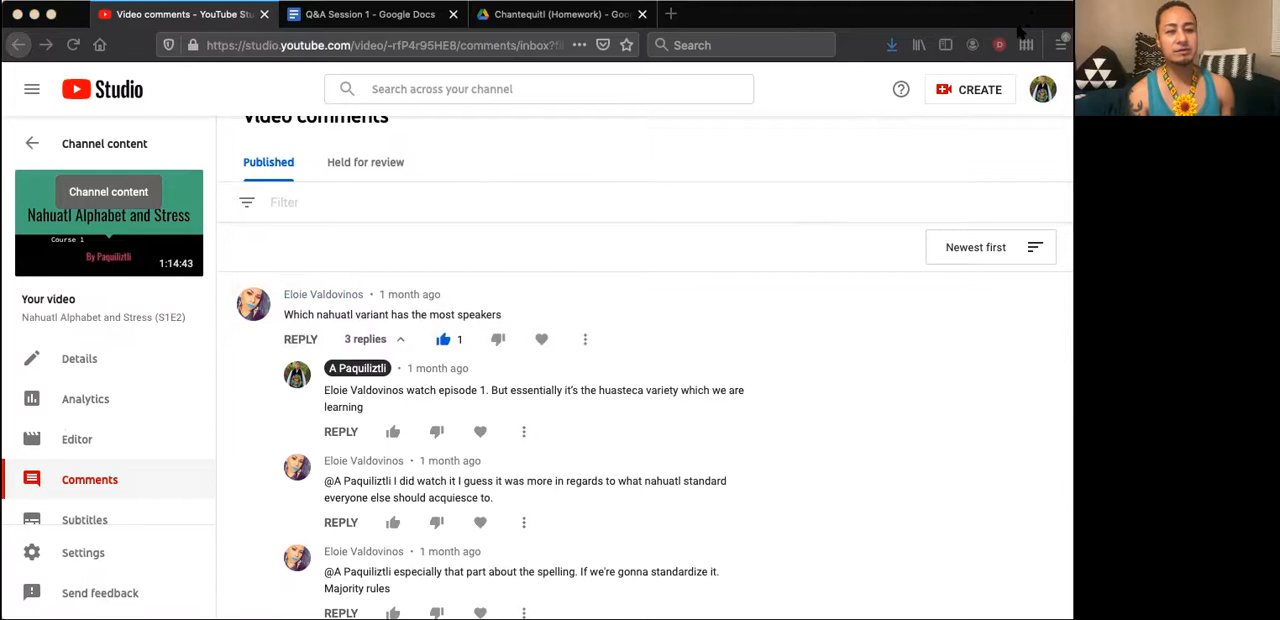 Video comments - YouTube Stu
Q&A Session 1 - Google Docs
Chantequitl (Homework) - Goo
https://studio.youtube.com/video/-rfP4r95HE8/comments/inbox?fi
Search
Studio
Search across your channel
CREATE
Channel content
Channel content
Nahuatl Alphabet and Stress
Course 1
By Paquiliztli
1:14:43
Your video
Nahuatl Alphabet and Stress (S1E2)
Details
Analytics
Editor
Comments
Subtitles
Settings
Send feedback
Video comments
Published
Held for review
Filter
Newest first
Eloie Valdovinos • 1 month ago
Which nahuatl variant has the most speakers
REPLY 3 replies 1
A Paquiliztli • 1 month ago
Eloie Valdovinos watch episode 1. But essentially it's the huasteca variety which we are
learning
REPLY
Eloie Valdovinos • 1 month ago
@A Paquiliztli I did watch it I guess it was more in regards to what nahuatl standard
everyone else should acquiesce to.
REPLY
Eloie Valdovinos • 1 month ago
@A Paquiliztli especially that part about the spelling. If we're gonna standardize it.
Majority rules
REPLY